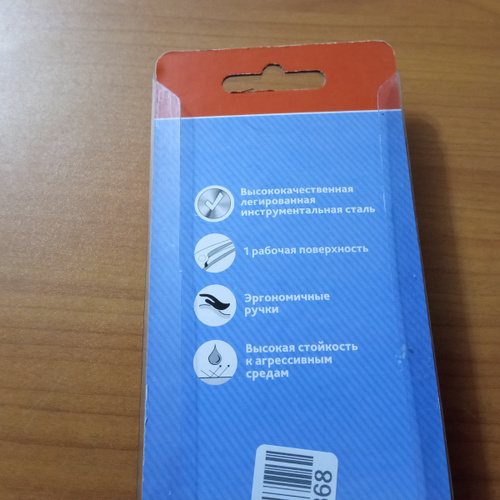 Высококачественная
легированная
инструментальная сталь
1 рабочая поверхность
Эргономичные
ручки
Высокая стойкость
к агрессивным
средам